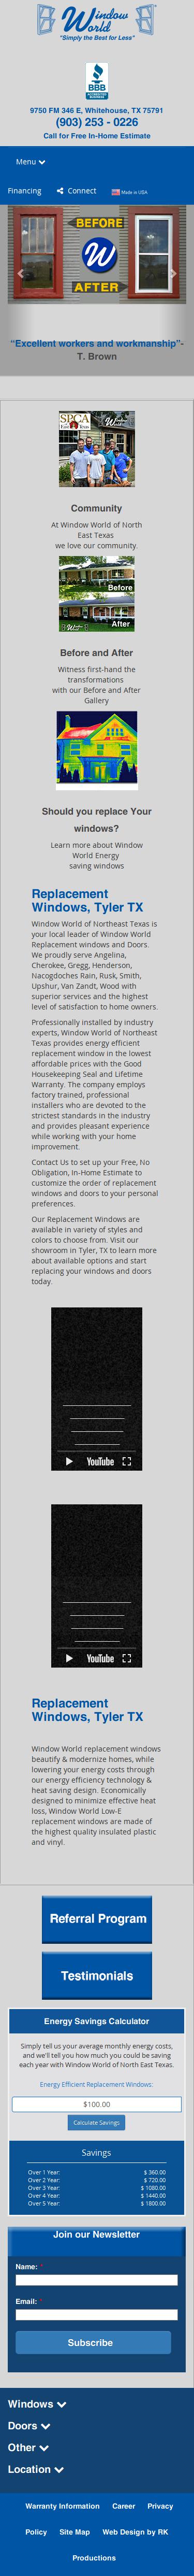 Window
World
"Simply the Best for Less"
BBB
9750 FM 346 E, Whitehouse, TX 75791
(903) 253 - 0226
Call for Free In-Home Estimate
Menu
Financing
Connect
Made in USA
BEFORE
W
AFTER
“Excellent workers and workmanship”-
T. Brown
SPCA
Community
At Window World of North
East Texas
we love our community.
Before
After
Before and After
Witness first-hand the
transformations
with our Before and After
Gallery
Should you replace Your
windows?
Learn more about Window
World Energy
saving windows
Replacement
Windows, Tyler TX
Window World of Northeast Texas is
your local leader of Window World
Replacement windows and Doors.
We proudly serve Angelina,
Cherokee, Gregg, Henderson,
Nacogdoches Rain, Rusk, Smith,
Upshur, Van Zandt, Wood with
superior services and the highest
level of satisfaction to home owners.
Professionally installed by industry
experts, Window World of Northeast
Texas provides energy efficient
replacement window in the lowest
affordable prices with the Good
Housekeeping Seal and Lifetime
Warranty. The company employs
factory trained, professional
installers who are devoted to the
strictest standards in the industry
and provides pleasant experience
while working with your home
improvement.
Contact Us to set up your Free, No
Obligation, In-Home Estimate to
customize the order of replacement
windows and doors to your personal
preferences.
Our Replacement Windows are
available in variety of styles and
colors to choose from. Visit our
showroom in Tyler, TX to learn more
about available options and start
replacing your windows and doors
today.
YouTube
YouTube
Replacement
Windows, Tyler TX
Window World replacement windows
beautify & modernize homes, while
lowering your energy costs through
our energy efficiency technology &
heat saving design. Economically
designed to minimize effective heat
loss, Window World Low-E
replacement windows are made of
the highest quality insulated plastic
and vinyl.
Referral Program
Testimonials
Energy Savings Calculator
Simply tell us your average monthly energy costs,
and we'll tell you how much you could be saving
each year with Window World of North East Texas.
Energy Efficient Replacement Windows:
$100.00
Calculate Savings
Savings
Over 1 Year: $ 360.00
Over 2 Year: $ 720.00
Over 3 Year: $ 1080.00
Over 4 Year: $ 1440.00
Over 5 Year: $ 1800.00
Join our Newsletter
Name: *
Email: *
Subscribe
Windows
Doors
Other
Location
Warranty Information Career Privacy
Policy Site Map Web Design by RK
Productions